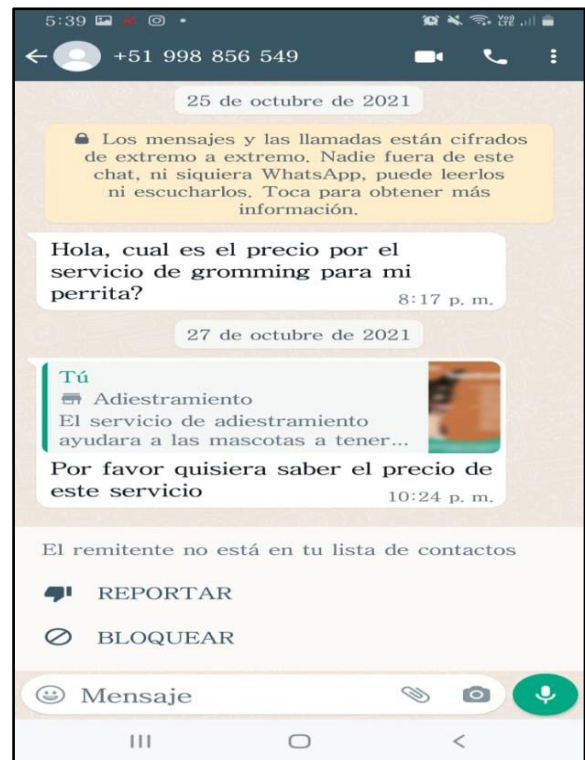 5:39
+51 998 856 549
25 de octubre de 2021
Los mensajes y las llamadas están cifrados
de extremo a extremo. Nadie fuera de este
chat, ni siquiera WhatsApp, puede leerlos
ni escucharlos. Toca para obtener más
información.
Hola, cual es el precio por el
servicio de gromming para mi
perrita?
8:17 p. m.
27 de octubre de 2021
Tú
Adiestramiento
El servicio de adiestramiento
ayudara a las mascotas a tener...
Por favor quisiera saber el precio de
este servicio
10:24 p. m.
El remitente no está en tu lista de contactos
REPORTAR
BLOQUEAR
Mensaje